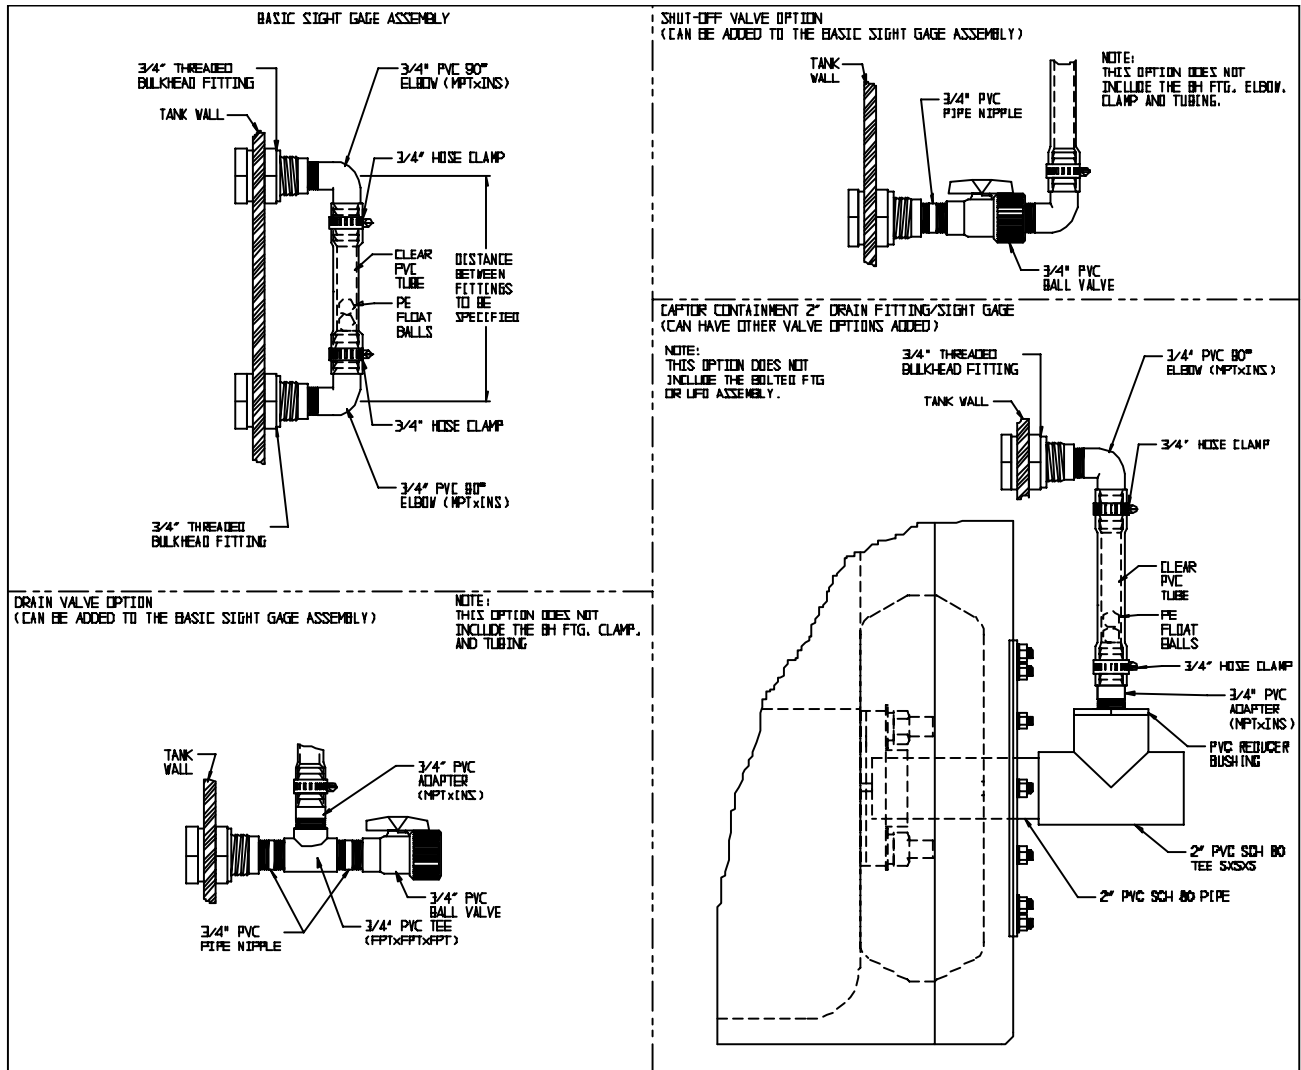 BASIC SIGHT GAGE ASSEMBLY
3/4" THREADED
BULKHEAD FITTING
3/4" PVC 90°
ELBOW (MPTxINS)
TANK WALL
3/4" HOSE CLAMP
CLEAR
PVC
TUBE
DISTANCE
BETWEEN
FITTINGS
TO BE
SPECIFIED
PE
FLOAT
BALLS
3/4" HOSE CLAMP
3/4" PVC 90°
ELBOW (MPTxINS)
3/4" THREADED
BULKHEAD FITTING
SHUT-OFF VALVE OPTION
(CAN BE ADDED TO THE BASIC SIGHT GAGE ASSEMBLY)
TANK
WALL
NOTE:
THIS OPTION DOES NOT
INCLUDE THE BH FTG, ELBOW,
CLAMP AND TUBING.
3/4" PVC
PIPE NIPPLE
3/4" PVC
BALL VALVE
CAPTOR CONTAINMENT 2" DRAIN FITTING/SIGHT GAGE
(CAN HAVE OTHER VALVE OPTIONS ADDED)
NOTE:
THIS OPTION DOES NOT
INCLUDE THE BOLTED FTG
OR UFO ASSEMBLY.
3/4" THREADED
BULKHEAD FITTING
3/4" PVC 90°
ELBOW (MPTxINS)
TANK WALL
3/4" HOSE CLAMP
CLEAR
PVC
TUBE
PE
FLOAT
BALLS
3/4" HOSE CLAMP
3/4" PVC
ADAPTER
(MPTxINS)
PVC REDUCER
BUSHING
2" PVC SCH 80
TEE SXSXS
2" PVC SCH 80 PIPE
DRAIN VALVE OPTION
(CAN BE ADDED TO THE BASIC SIGHT GAGE ASSEMBLY)
NOTE:
THIS OPTION DOES NOT
INCLUDE THE BH FTG, CLAMP,
AND TUBING
TANK
WALL
3/4" PVC
ADAPTER
(MPTxINS)
3/4" PVC
BALL VALVE
3/4" PVC TEE
(FPTxFPTxFPT)
3/4" PVC
PIPE NIPPLE